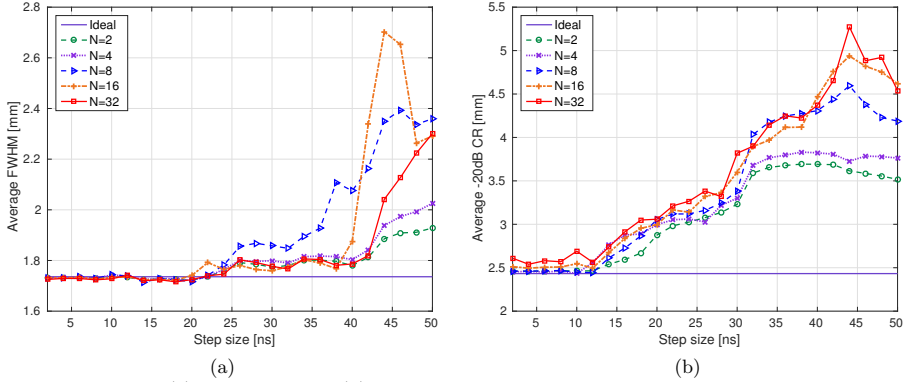 2.8
2.6
2.4
2.2
2
1.8
1.6
Average FWHM [mm]
Ideal
N=2
N=4
N=8
N=16
N=32
5 10 15 20 25 30 35 40 45 50
Step size [ns]
(a)
5.5
5
4.5
4
3.5
3
2.5
2
Average -20dB CR [mm]
Ideal
N=2
N=4
N=8
N=16
N=32
5 10 15 20 25 30 35 40 45 50
Step size [ns]
(b)